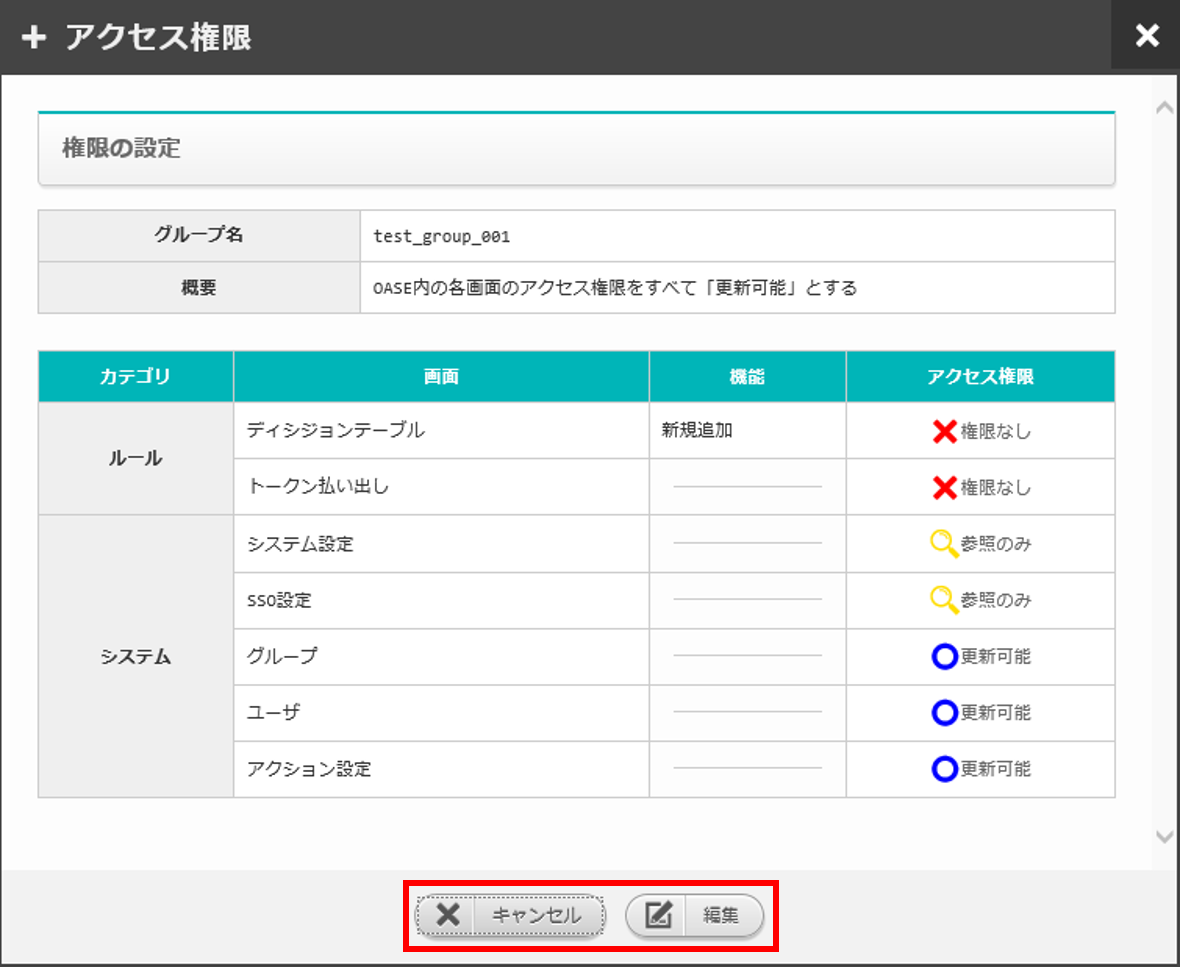 アクセス権限
権限の設定
グループ名 test_group_001
概要 OASE内の各画面のアクセス権限をすべて「更新可能」とする
カテゴリ 画面 機能 アクセス権限
ルール
ディシジョンテーブル 新規追加 権限なし
トークン払い出し 権限なし
システム
システム設定 参照のみ
SSO設定 参照のみ
グループ 更新可能
ユーザ 更新可能
アクション設定 更新可能
キャンセル 編集